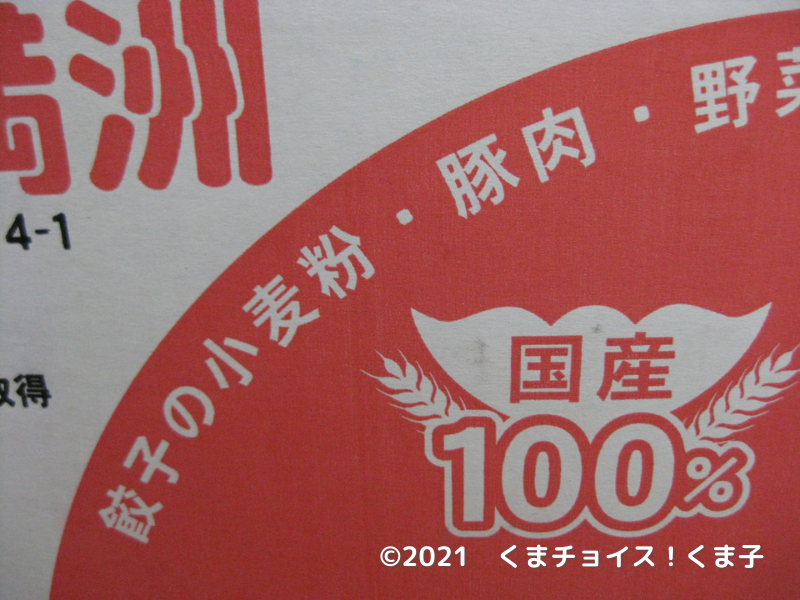 満洲
4-1
取得
餃子の小麦粉・豚肉・野菜
国産
100%
©2021 くまチョイス！くま子